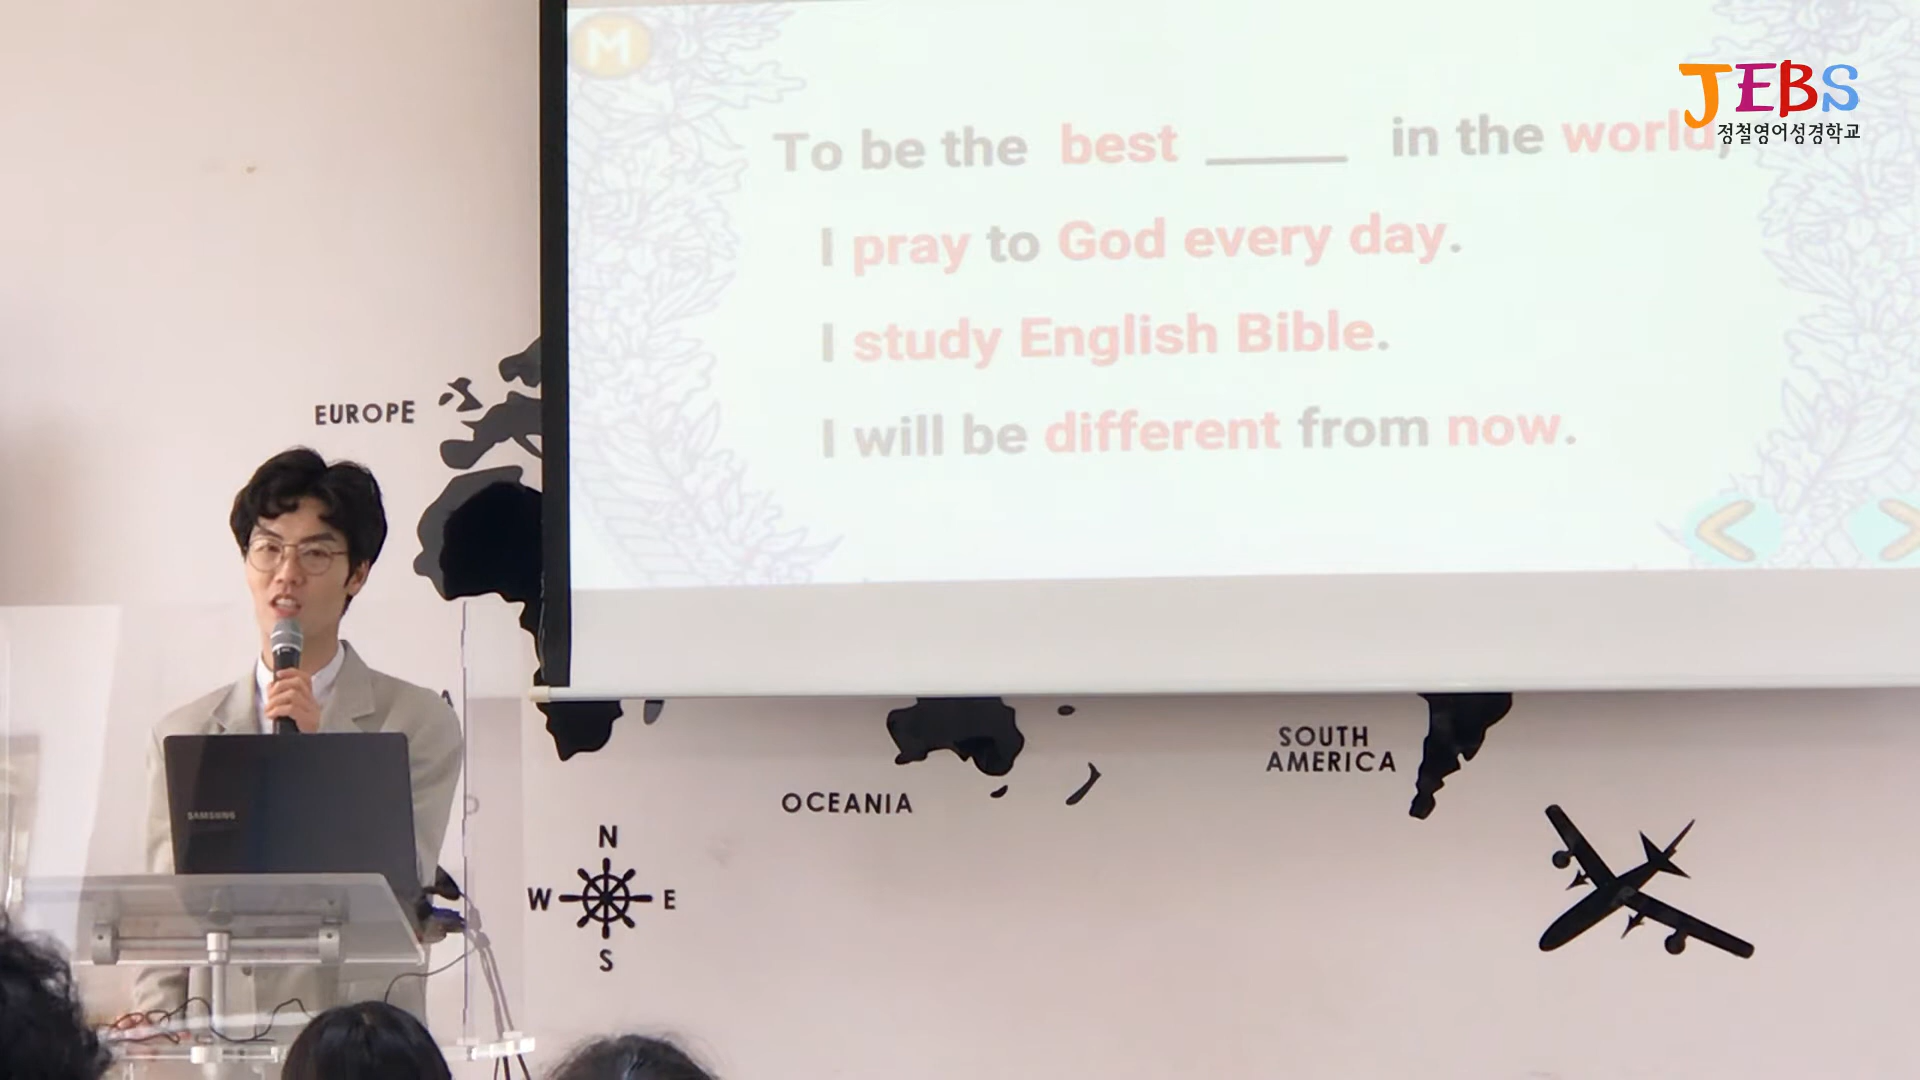 M
JEBS
정철영어성경학교
To be the best _____ in the world,
I pray to God every day.
I study English Bible.
I will be different from now.
EUROPE
OCEANIA
SOUTH
AMERICA
SAMSUNG
N
W E
S